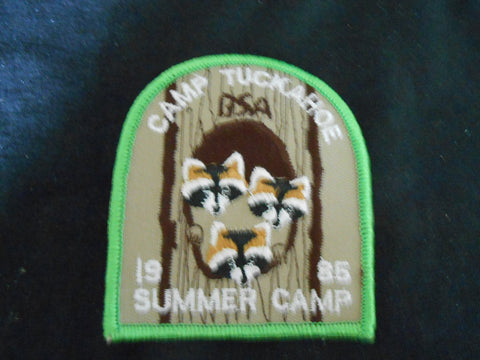 CAMP TUCKAHOE
BSA
19 85
SUMMER CAMP